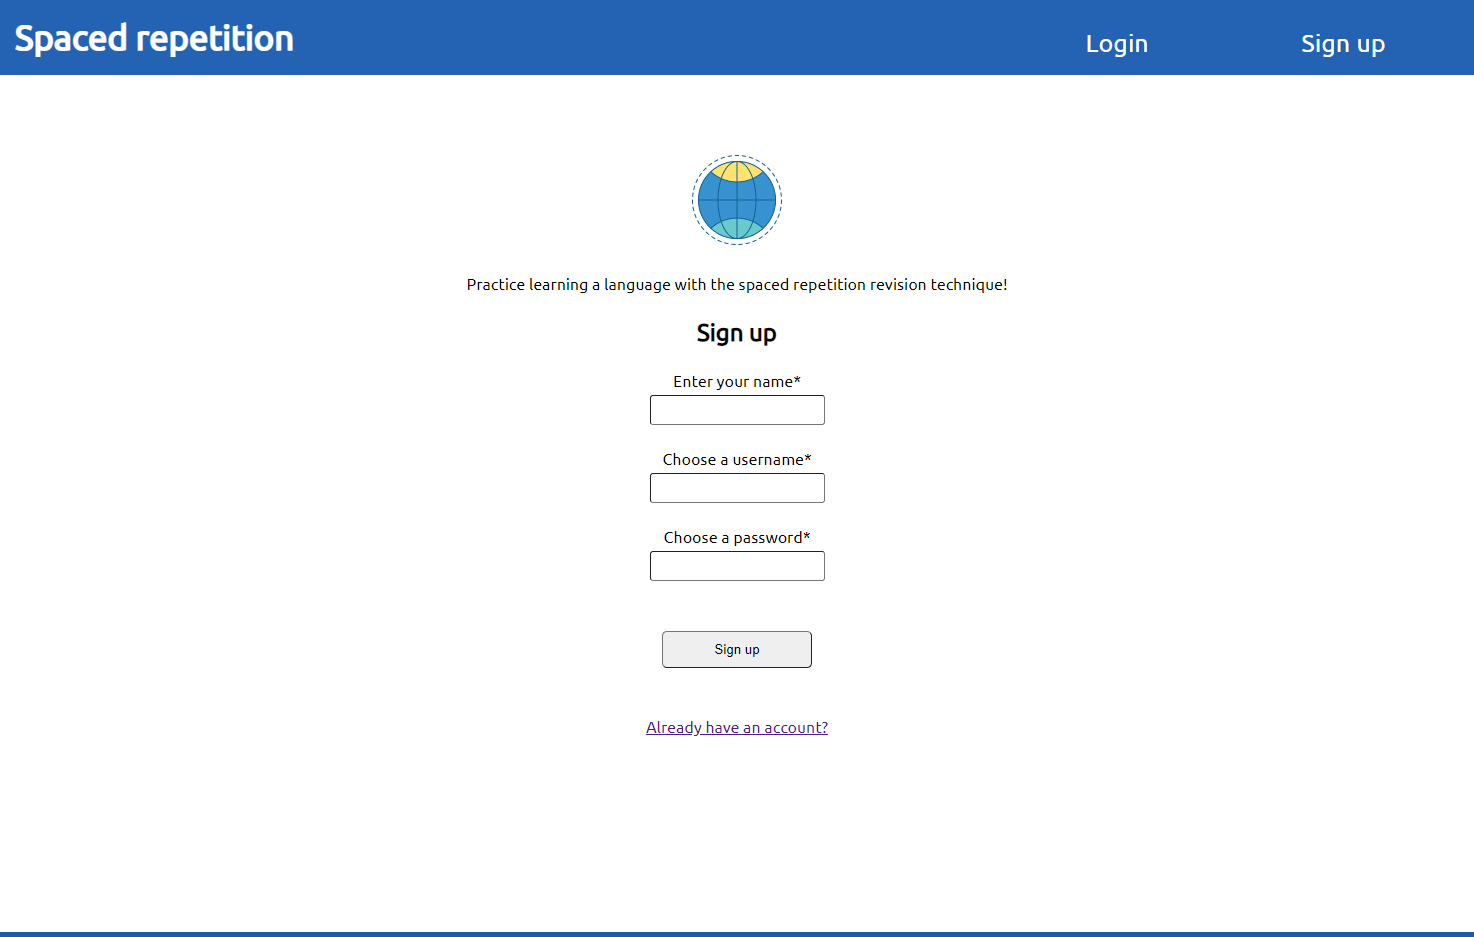 Spaced repetition
Login
Sign up
Practice learning a language with the spaced repetition revision technique!
Sign up
Enter your name*
Choose a username*
Choose a password*
Sign up
Already have an account?